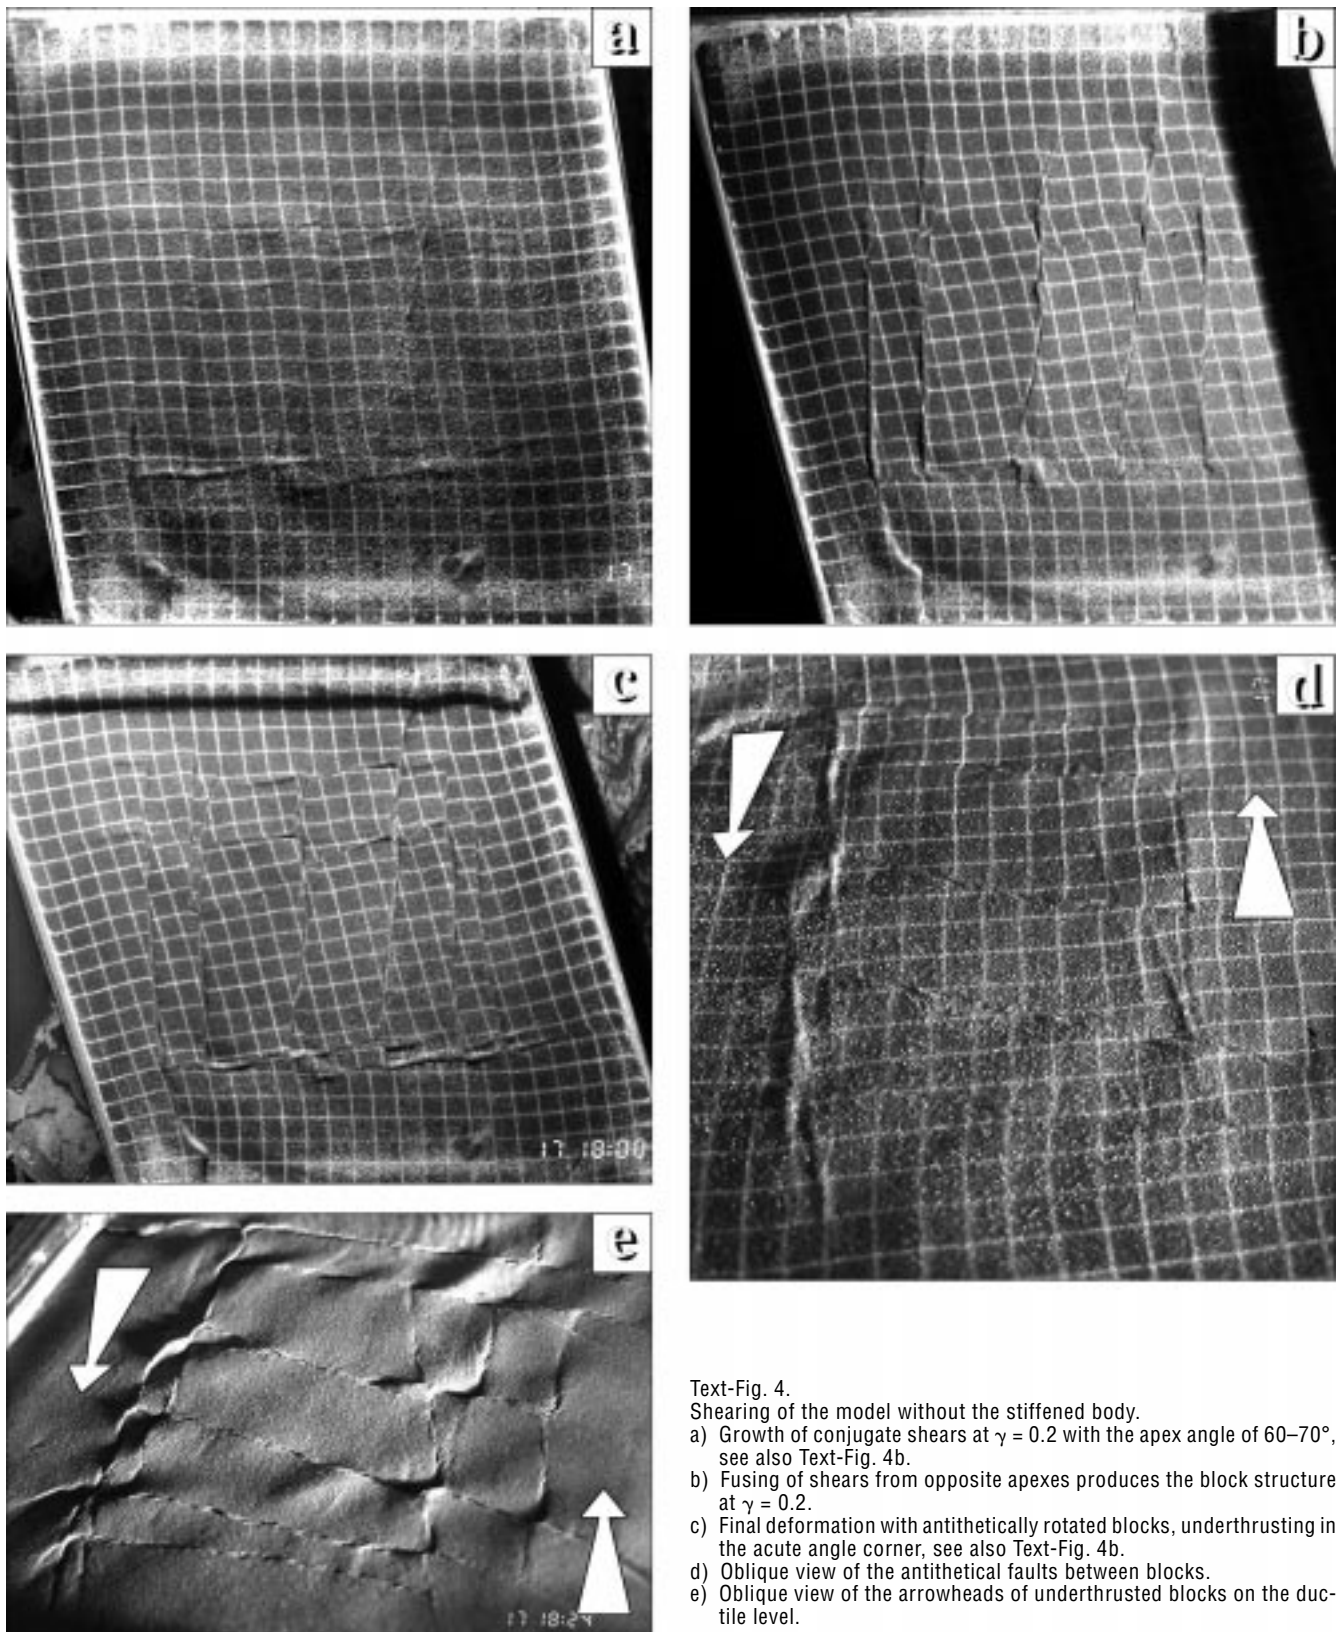 a
b
17
c
d
17 18:00
e
17 18:24
Text-Fig. 4.
Shearing of the model without the stiffened body.
a) Growth of conjugate shears at γ = 0.2 with the apex angle of 60–70°,
see also Text-Fig. 4b.
b) Fusing of shears from opposite apexes produces the block structure
at γ = 0.2.
c) Final deformation with antithetically rotated blocks, underthrusting in
the acute angle corner, see also Text-Fig. 4b.
d) Oblique view of the antithetical faults between blocks.
e) Oblique view of the arrowheads of underthrusted blocks on the duc-
tile level.